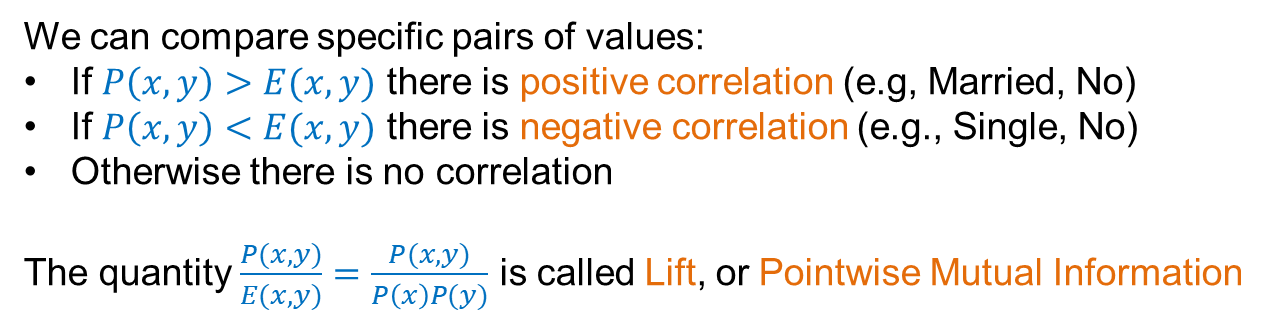 We can compare specific pairs of values:
• If P(x, y) > E(x, y) there is positive correlation (e.g, Married, No)
• If P(x, y) < E(x, y) there is negative correlation (e.g., Single, No)
• Otherwise there is no correlation
The quantity P(x,y)/E(x,y) = P(x,y)/P(x)P(y) is called Lift, or Pointwise Mutual Information